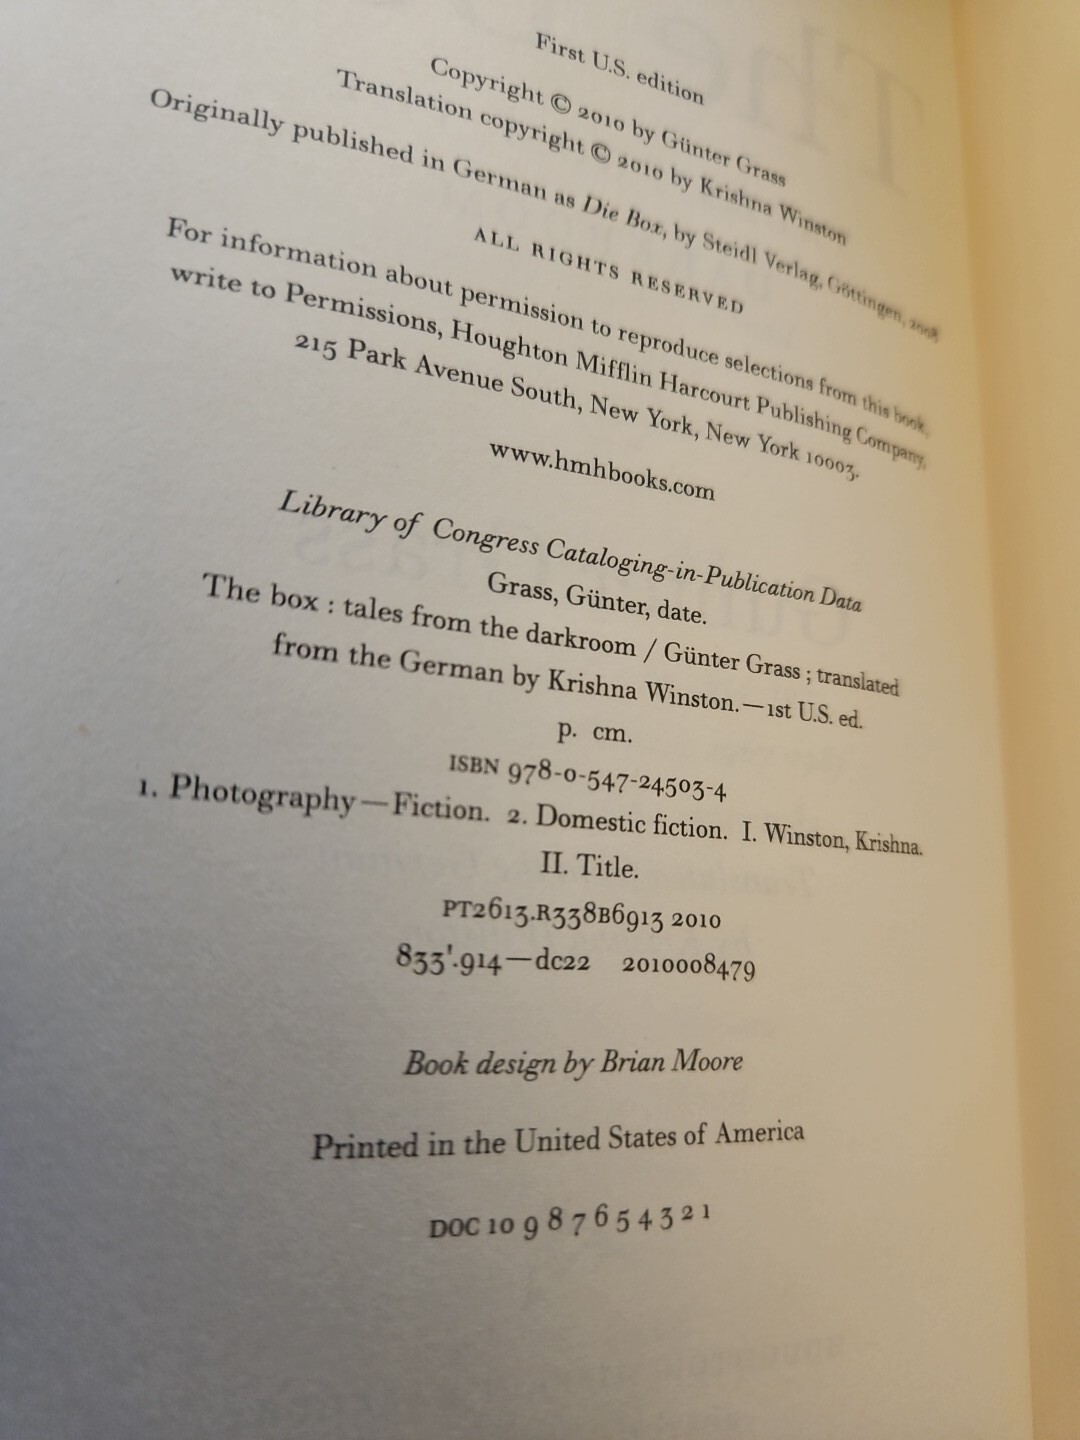 First U.S. edition
Copyright © 2010 by Günter Grass
Translation copyright © 2010 by Krishna Winston
Originally published in German as Die Box, by Steidl Verlag, Göttingen, 2008
ALL RIGHTS RESERVED
For information about permission to reproduce selections from this book,
write to Permissions, Houghton Mifflin Harcourt Publishing Company,
215 Park Avenue South, New York, New York 10003.
www.hmhbooks.com
Library of Congress Cataloging-in-Publication Data
Grass, Günter, date.
The box : tales from the darkroom / Günter Grass ; translated
from the German by Krishna Winston.—1st U.S. ed.
p. cm.
ISBN 978-0-547-24503-4
1. Photography—Fiction. 2. Domestic fiction. I. Winston, Krishna.
II. Title.
PT2613.R338B6913 2010
833'.914—dc22 2010008479
Book design by Brian Moore
Printed in the United States of America
DOC 10 9 8 7 6 5 4 3 2 1